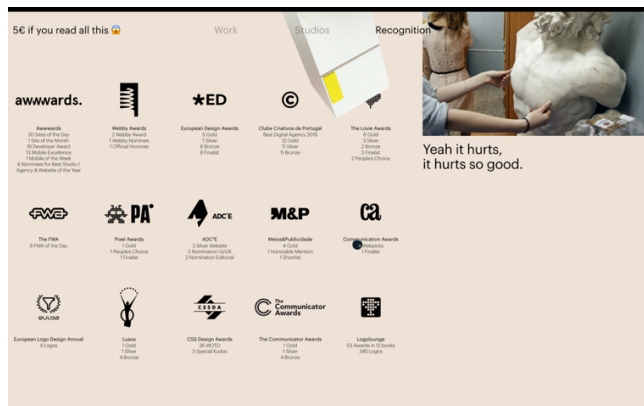 5€ if you read all this 😱
Work
Studios
Recognition
awwwards.
Awwwards
30 Sites of the Day
1 Site of the Month
19 Developer Award
13 Mobile Excellence
1 Mobile of the Week
4 Nominees for Best Studio /
Agency & Website of the Year
Webby Awards
2 Webby Award
1 Webby Nominee
1 Official Honoree
*ED
European Design Awards
5 Gold
7 Silver
6 Bronze
9 Finalist
©
Clube Criativos de Portugal
Best Digital Agency 2019
12 Gold
11 Silver
11 Bronze
The Lovie Awards
6 Gold
3 Silver
2 Bronze
3 Finalist
2 People's Choice
Yeah it hurts,
it hurts so good.
FWA
The FWA
6 FWA of the Day
PA
Pixel Awards
1 Gold
1 People's Choice
1 Finalist
ADC*E
ADC*E
3 Silver Website
3 Nomination UI/UX
2 Nomination Editorial
M&P
Meios&Publicidade
4 Gold
1 Honorable Mention
1 Shortlist
ca
Communication Awards
Webpicks
1 Finalist
eulda
European Logo Design Annual
4 Logos
Lusos
1 Gold
1 Silver
4 Bronze
CSSDA
CSS Design Awards
26 WOTD
3 Special Kudos
The
Communicator
Awards
The Communicator Awards
1 Gold
1 Silver
4 Bronze
Logolounge
53 Awards in 12 books
345 Logos